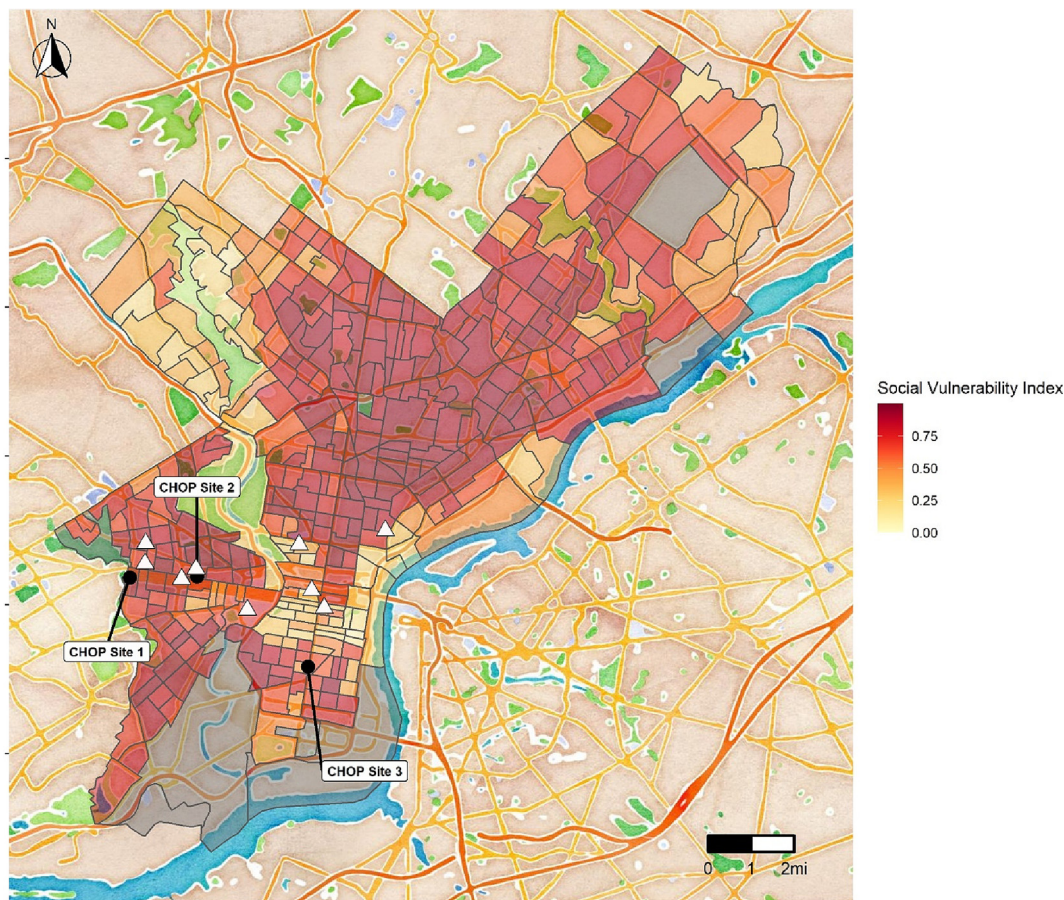 N
CHOP Site 2
CHOP Site 1
CHOP Site 3
0 1 2mi
Social Vulnerability Index
0.75
0.50
0.25
0.00